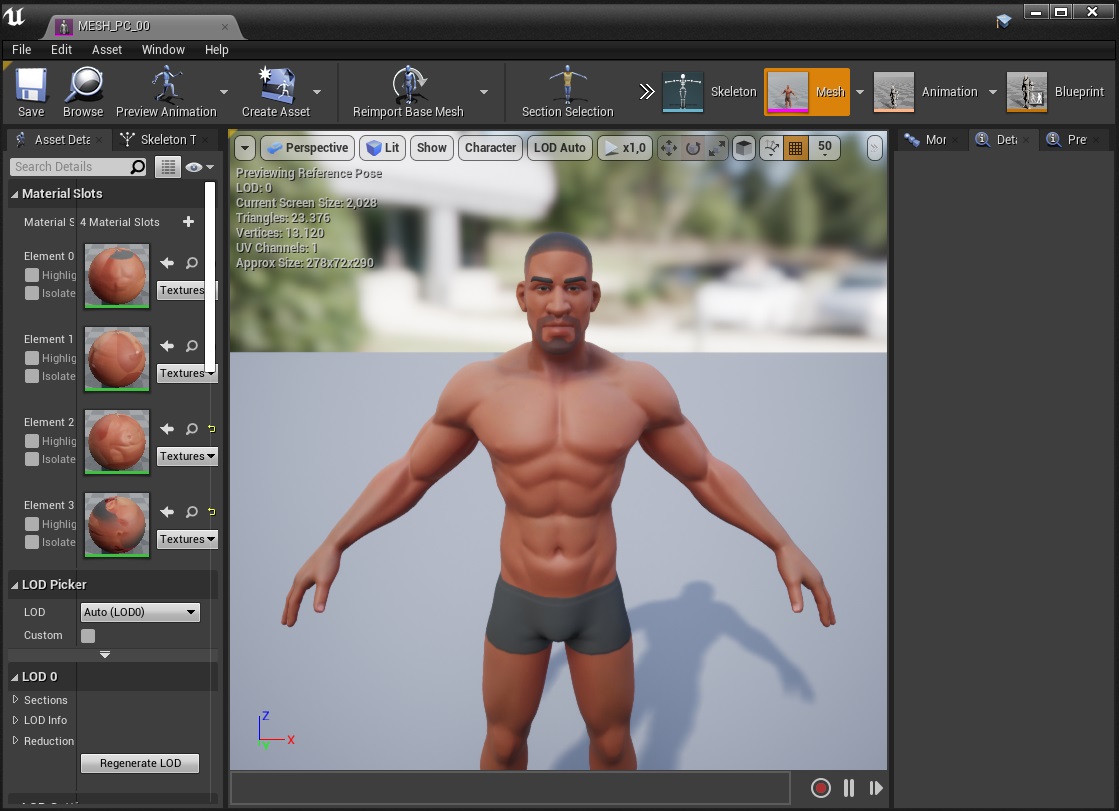 MESH_PC_00
File Edit Asset Window Help
Save Browse Preview Animation Create Asset Reimport Base Mesh Section Selection Skeleton Mesh Animation Blueprint
Asset Deta Skeleton T Mor Deta Pre
Search Details
Perspective Lit Show Character LOD Auto x1,0 50
Previewing Reference Pose
LOD: 0
Current Screen Size: 2,028
Triangles: 23.376
Vertices: 13.120
UV Channels: 1
Approx Size: 278x72x290
Material Slots
Material S 4 Material Slots
Element 0
Highlig
Isolate
Textures
Element 1
Highlig
Isolate
Textures
Element 2
Highlig
Isolate
Textures
Element 3
Highlig
Isolate
Textures
LOD Picker
LOD Auto (LOD0)
Custom
LOD 0
Sections
LOD Info
Reduction
Regenerate LOD
Z
X
Y